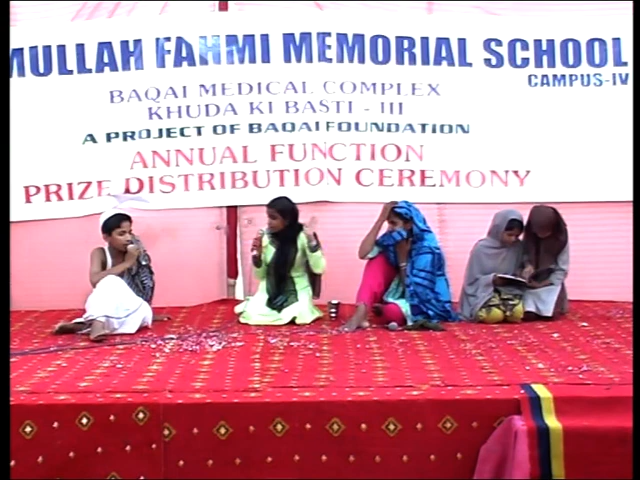 MULLAH FAHMI MEMORIAL SCHOOL
CAMPUS-IV
BAQAI MEDICAL COMPLEX
KHUDA KI BASTI - III
A PROJECT OF BAQAI FOUNDATION
ANNUAL FUNCTION
PRIZE DISTRIBUTION CEREMONY